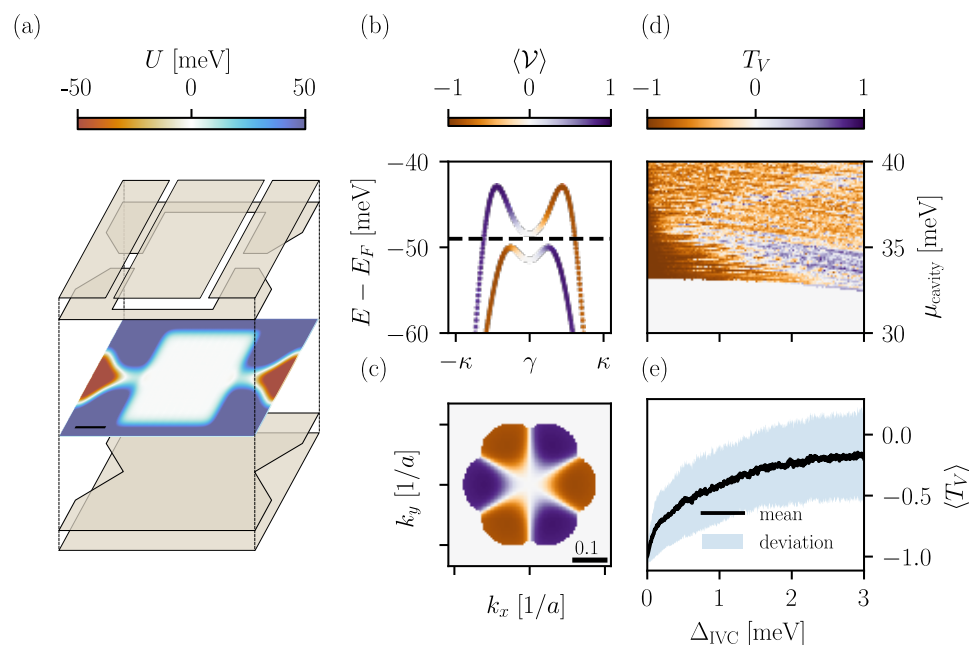 (a)
U [meV]
-50 0 50
(b)
⟨𝒱⟩
−1 0 1
E − E_F [meV]
−40
−50
−60
−κ γ κ
(c)
k_y [1/a]
0.1
k_x [1/a]
(d)
T_V
−1 0 1
40
35
30
μ_cavity [meV]
(e)
0.0
−0.5
−1.0
⟨T_V⟩
mean
deviation
0 1 2 3
Δ_IVC [meV]